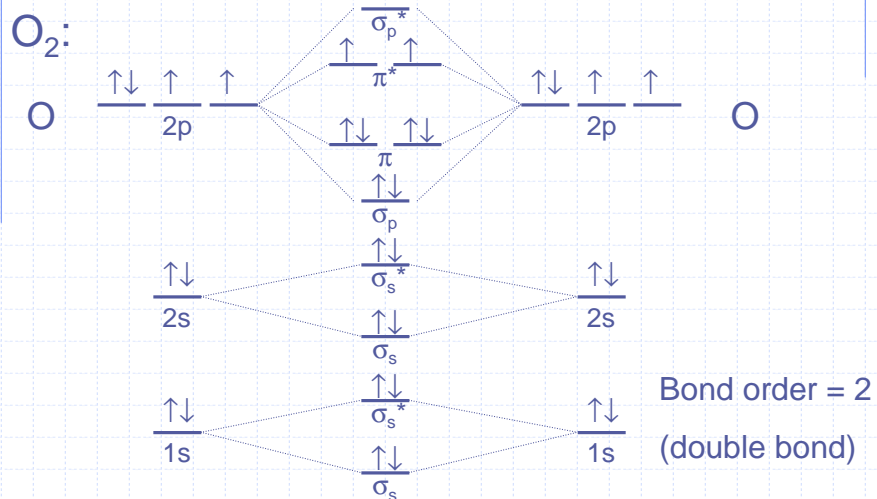 O₂:
σp*
↑ ↑
π*
↑↓ ↑ ↑
O
2p
↑↓ ↑ ↑
2p
O
↑↓ ↑↓
π
↑↓
σp
↑↓
σs*
↑↓
2s
↑↓
2s
↑↓
σs
↑↓
σs*
↑↓
1s
↑↓
1s
↑↓
σs
Bond order = 2
(double bond)